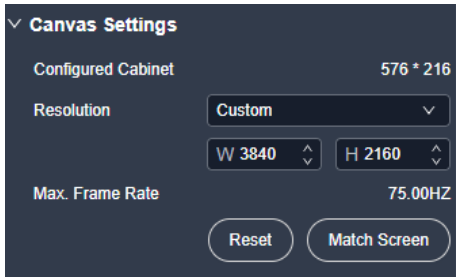 Canvas Settings
Configured Cabinet 576 * 216
Resolution Custom
W 3840 H 2160
Max. Frame Rate 75.00HZ
Reset Match Screen